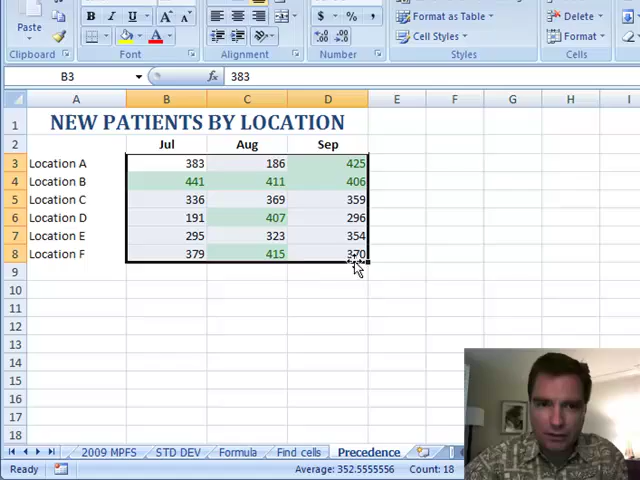 Paste
B I U
A A
$ % ,
Format as Table
Delete
Cell Styles
Format
A
Clipboard
Font
Alignment
Number
Styles
Cells
B3
fx
383
A B C D E F G H I
1 NEW PATIENTS BY LOCATION
2 Jul Aug Sep
3 Location A 383 186 425
4 Location B 441 411 406
5 Location C 336 369 359
6 Location D 191 407 296
7 Location E 295 323 354
8 Location F 379 415 370
9
10
11
12
13
14
15
16
17
18
2009 MPFS STD DEV Formula Find cells Precedence
Ready Average: 352.5555556 Count: 18